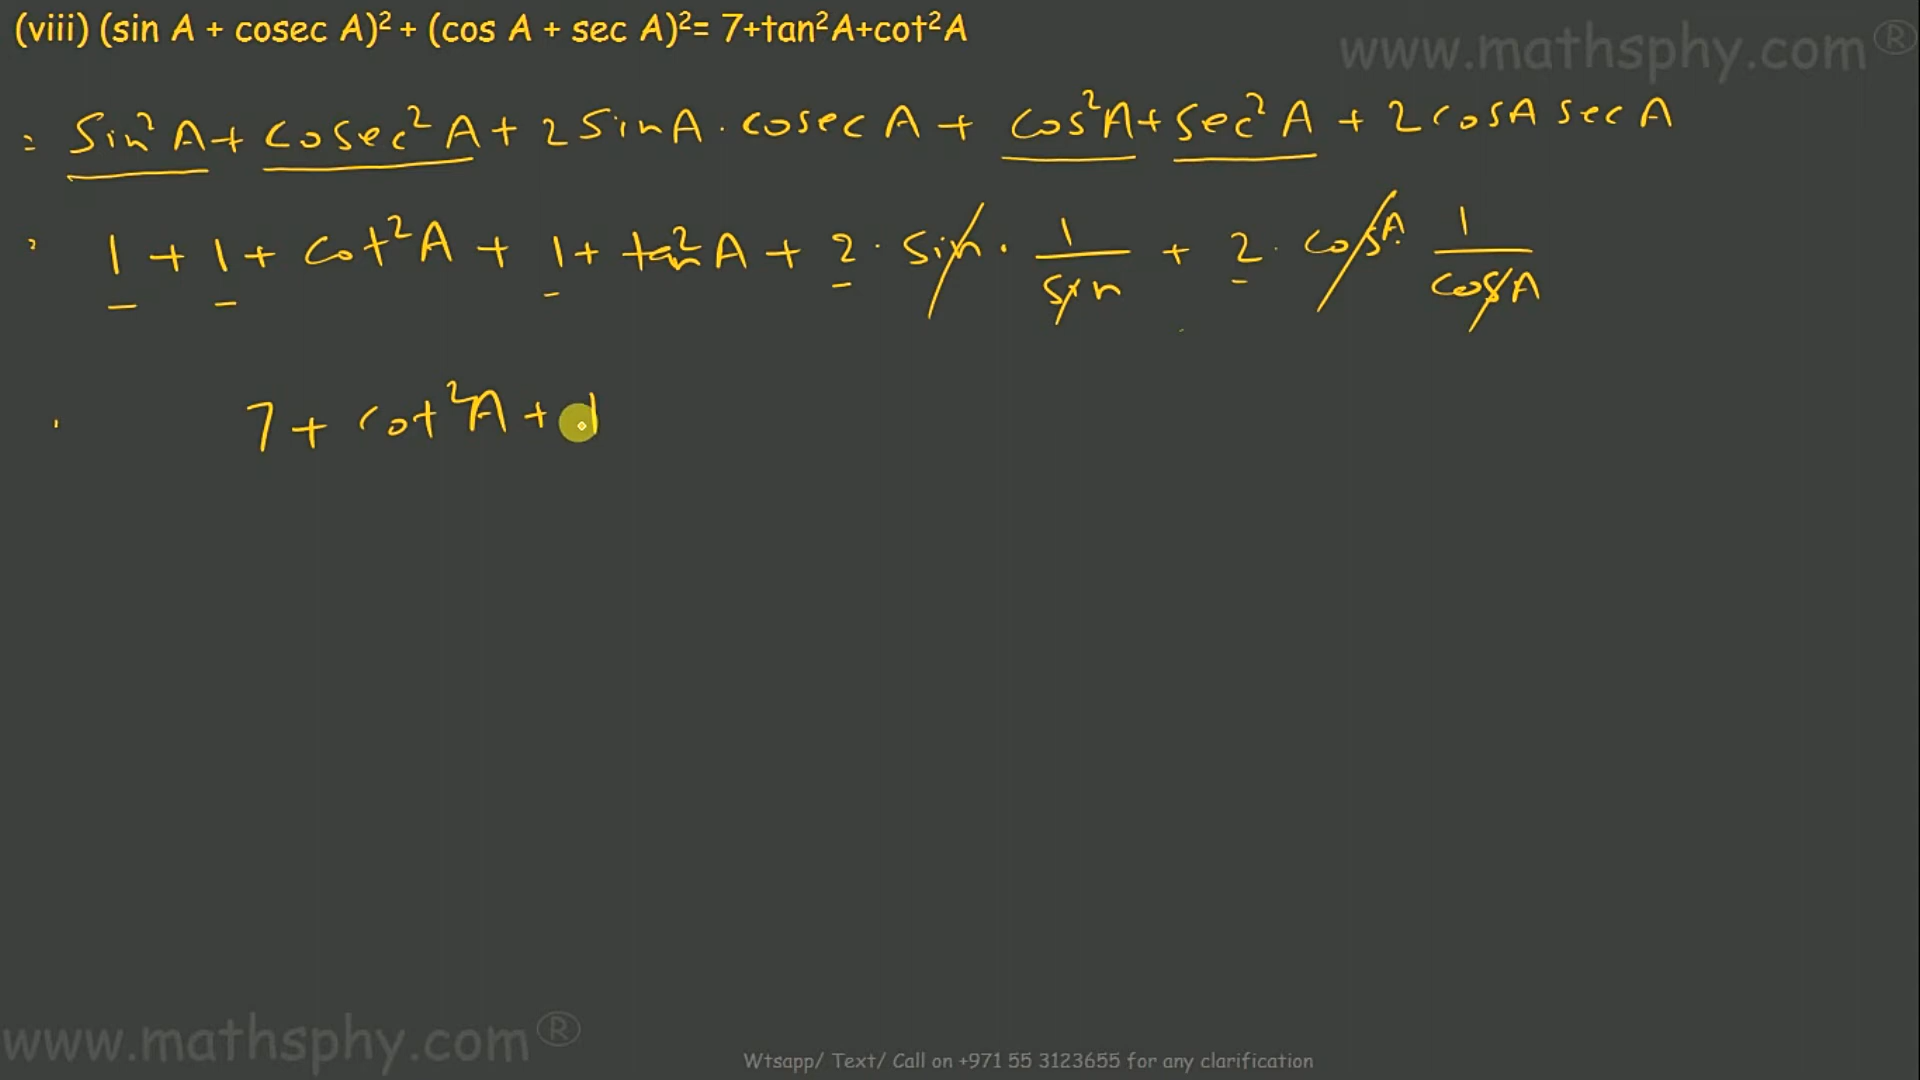 (viii) (sin A + cosec A)²+ (cos A + sec A)²= 7+tan²A+cot²A
www.mathsphy.com®
= Sin²A+ cosec²A+ 2 sinA . cosec A + cos²A+ sec²A + 2 cosA sec A
= 1 + 1 + cot²A + 1 + tan²A + 2 . sin . 1/sin + 2 . cosA 1/cosA
7 + cot²A +
www.mathsphy.com®
Wtsapp/ Text/ Call on +971 55 3123655 for any clarification